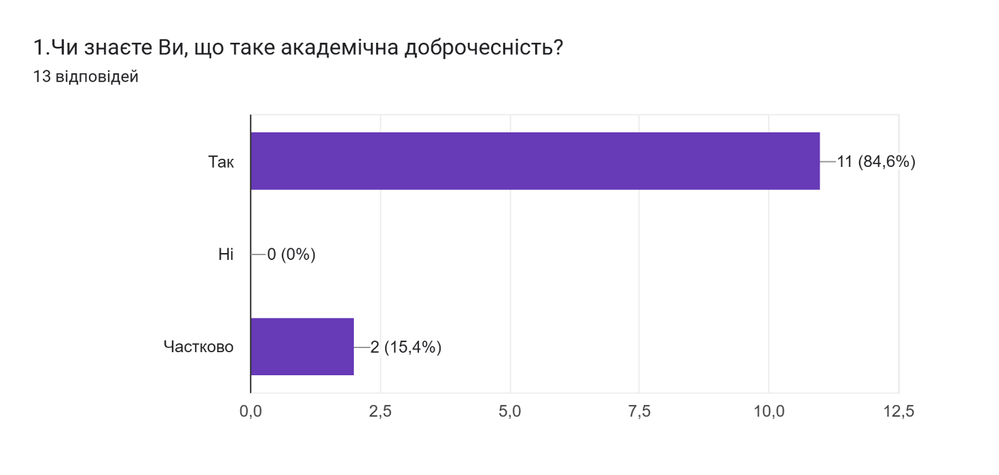 1.Чи знаєте Ви, що таке академічна доброчесність?
13 відповідей
Так
11 (84,6%)
Ні
0 (0%)
Частково
2 (15,4%)
0,0 2,5 5,0 7,5 10,0 12,5